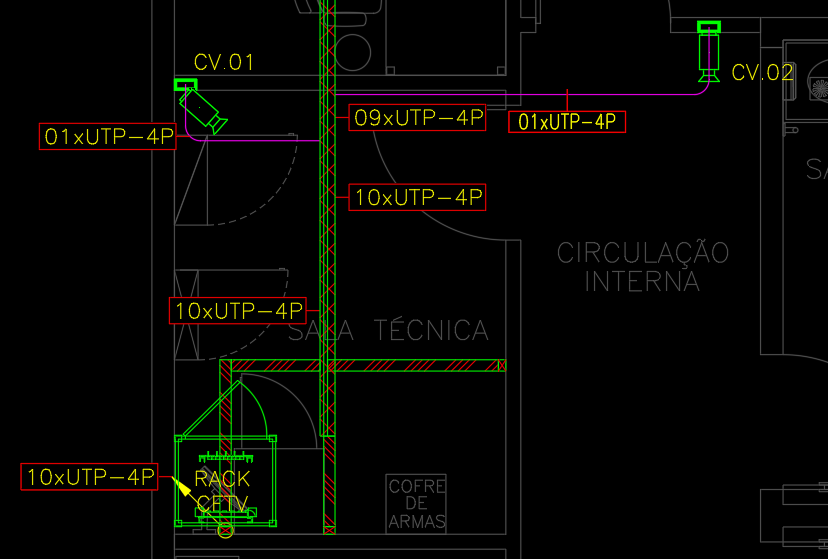 CV.01
CV.02
09xUTP-4P
01xUTP-4P
01xUTP-4P
10xUTP-4P
CIRCULAÇÃO
INTERNA
10xUTP-4P
SALA TÉCNICA
10xUTP-4P
RACK
CFTV
COFRE
DE
ARMAS